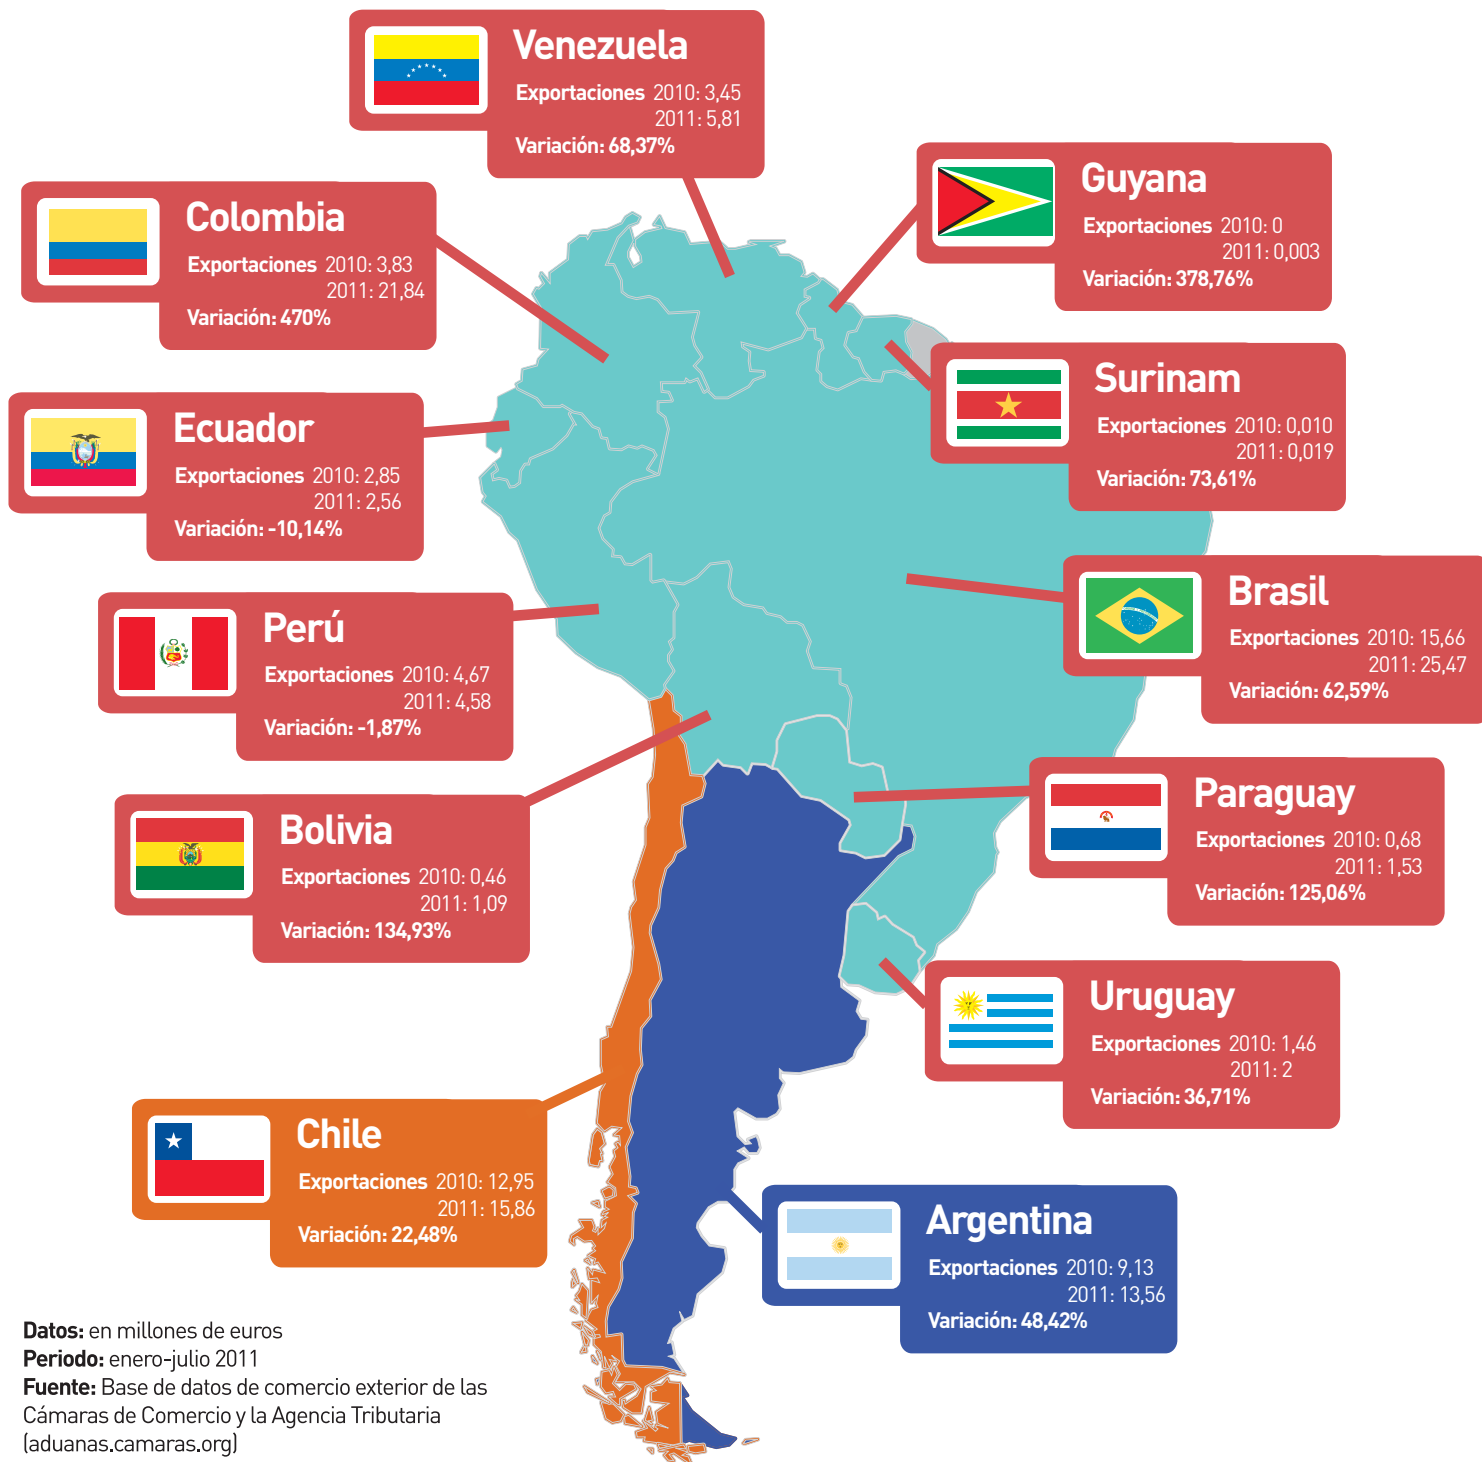 Venezuela
Exportaciones 2010: 3,45
2011: 5,81
Variación: 68,37%
Guyana
Exportaciones 2010: 0
2011: 0,003
Variación: 378,76%
Colombia
Exportaciones 2010: 3,83
2011: 21,84
Variación: 470%
Surinam
Exportaciones 2010: 0,010
2011: 0,019
Variación: 73,61%
Ecuador
Exportaciones 2010: 2,85
2011: 2,56
Variación: -10,14%
Brasil
Exportaciones 2010: 15,66
2011: 25,47
Variación: 62,59%
Perú
Exportaciones 2010: 4,67
2011: 4,58
Variación: -1,87%
Paraguay
Exportaciones 2010: 0,68
2011: 1,53
Variación: 125,06%
Bolivia
Exportaciones 2010: 0,46
2011: 1,09
Variación: 134,93%
Uruguay
Exportaciones 2010: 1,46
2011: 2
Variación: 36,71%
Chile
Exportaciones 2010: 12,95
2011: 15,86
Variación: 22,48%
Argentina
Exportaciones 2010: 9,13
2011: 13,56
Variación: 48,42%
Datos: en millones de euros
Periodo: enero-julio 2011
Fuente: Base de datos de comercio exterior de las
Cámaras de Comercio y la Agencia Tributaria
(aduanas.camaras.org)